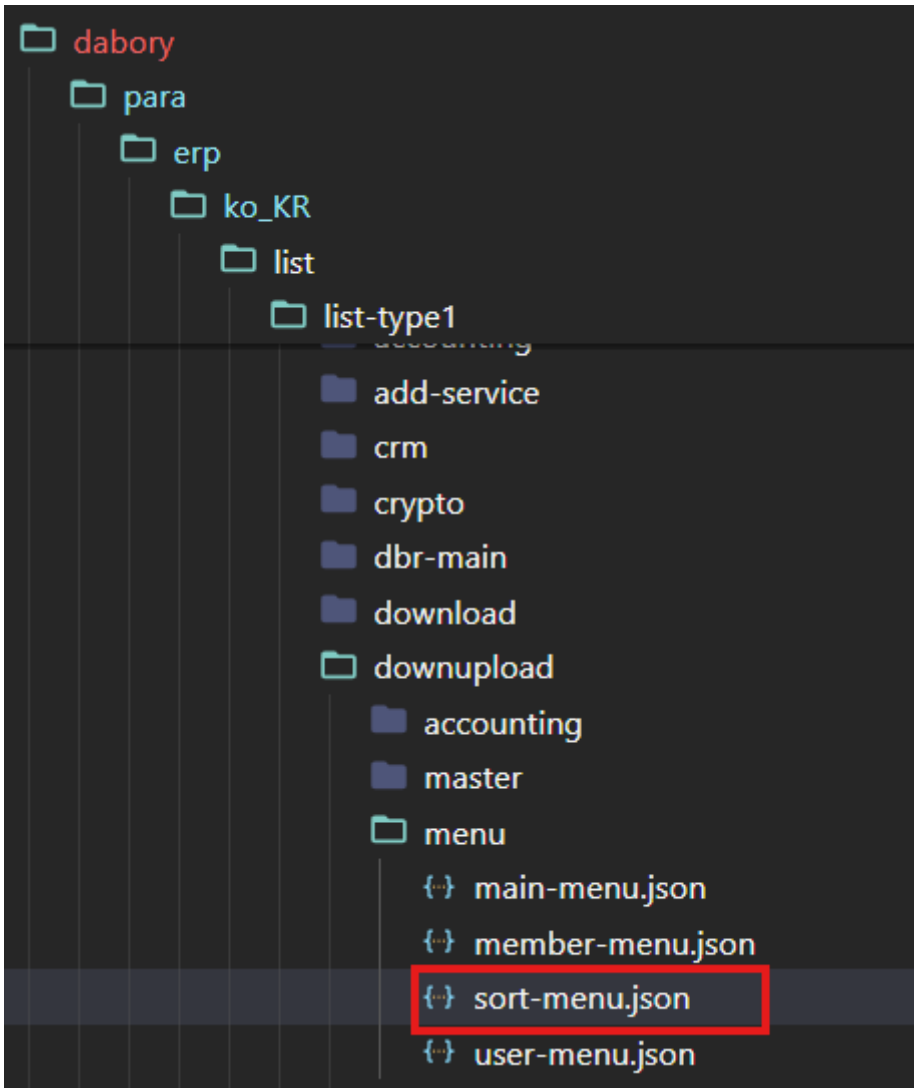 dabory
para
erp
ko_KR
list
list-type1
accounting
add-service
crm
crypto
dbr-main
download
downupload
accounting
master
menu
main-menu.json
member-menu.json
sort-menu.json
user-menu.json